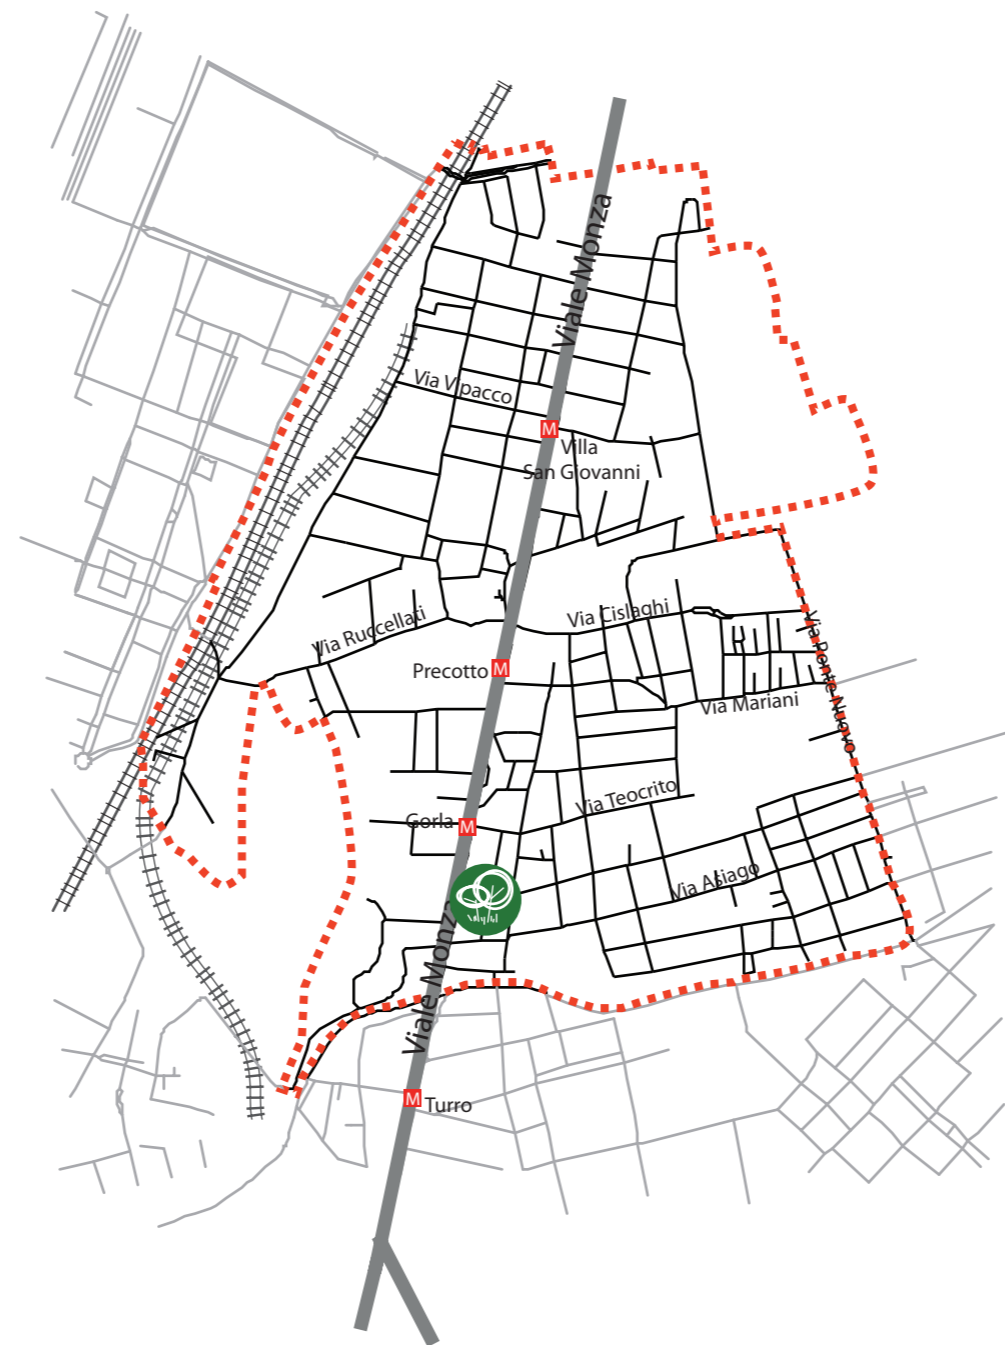 Viale Monza
Via Vipacco
M
Villa
San Giovanni
Via Cislaghi
Via Ruccellati
Via Ponte Nuovo
Precotto M
Via Mariani
Via Teocrito
Gorla M
Via Asiago
Viale Monza
M Turro